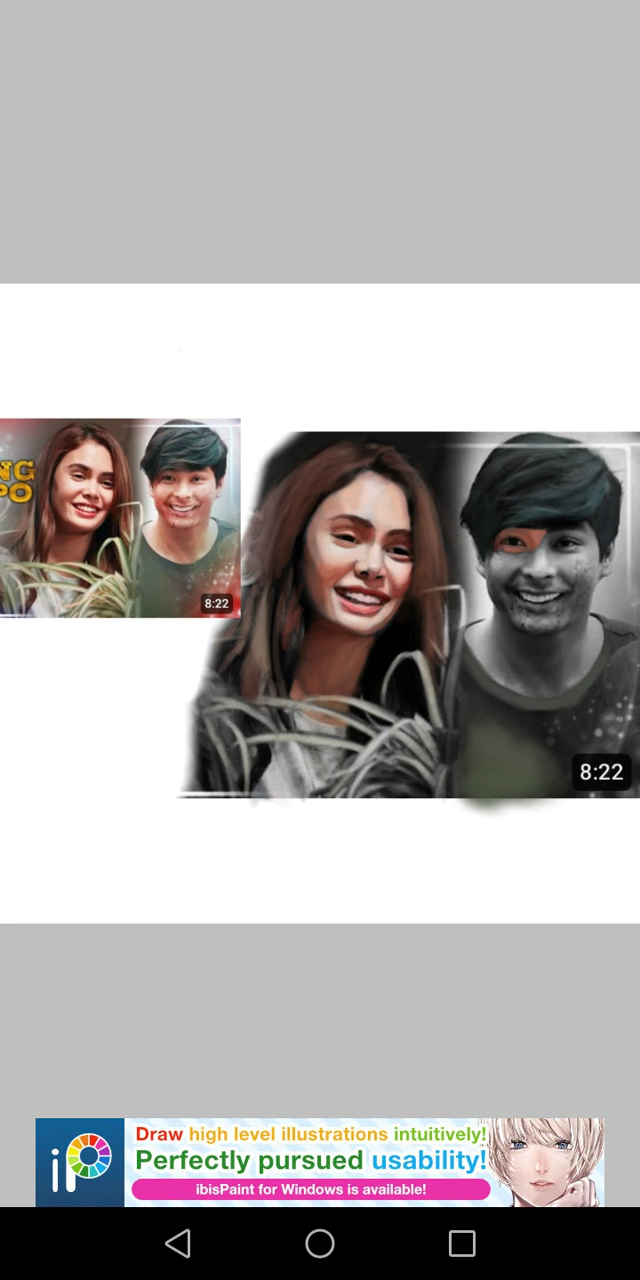 NG
PO
8:22
8:22
iP
Draw high level illustrations intuitively!
Perfectly pursued usability!
ibisPaint for Windows is available!